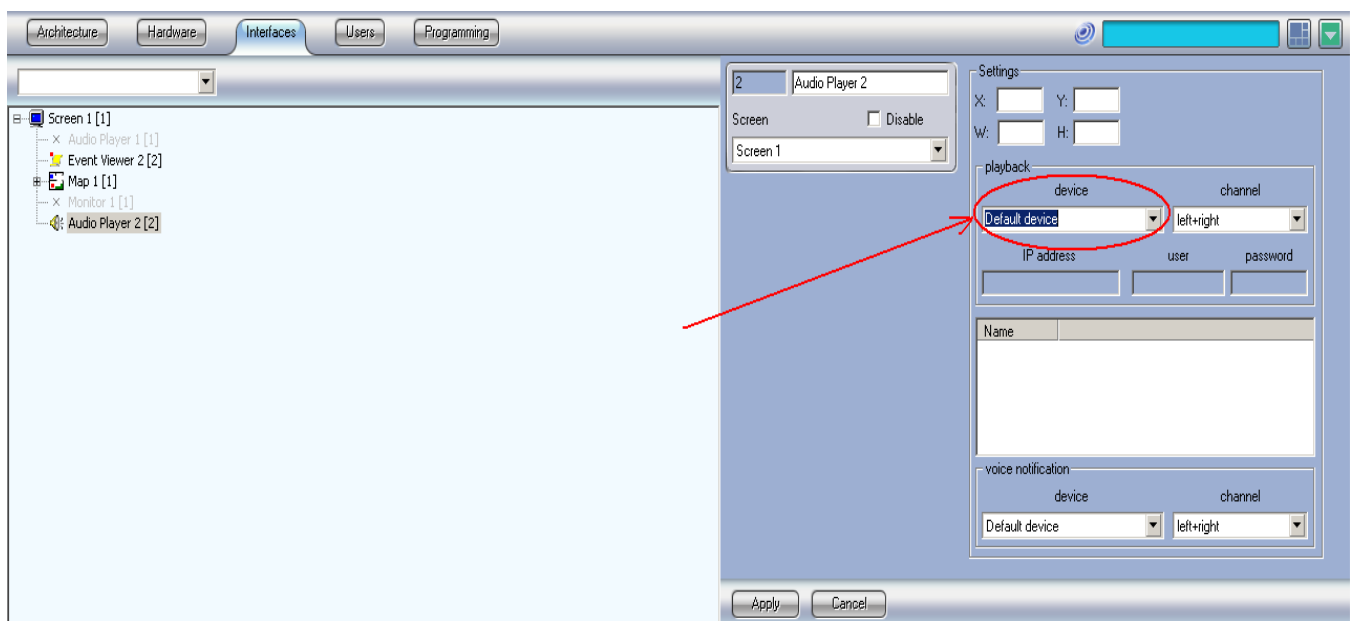 Architecture Hardware Interfaces Users Programming
Screen 1 [1]
Audio Player 1 [1]
Event Viewer 2 [2]
Map 1 [1]
Monitor 1 [1]
Audio Player 2 [2]
2 Audio Player 2
Screen Disable
Screen 1
Settings
X: Y:
W: H:
playback
device channel
Default device left+right
IP address user password
Name
voice notification
device channel
Default device left+right
Apply Cancel